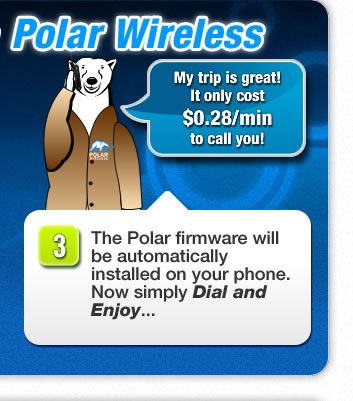 Polar Wireless
My trip is great!
It only cost
$0.28/min
to call you!
POLAR
3
The Polar firmware will
be automatically
installed on your phone.
Now simply Dial and
Enjoy...